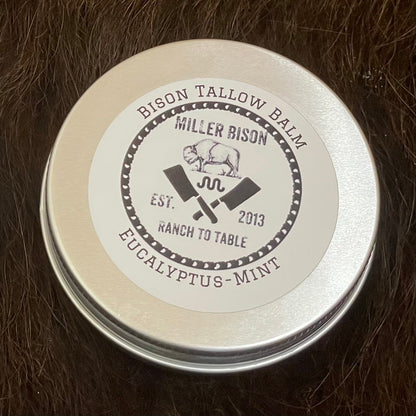 Bison Tallow Balm
MILLER BISON
EST. 2013
RANCH TO TABLE
Eucalyptus-Mint